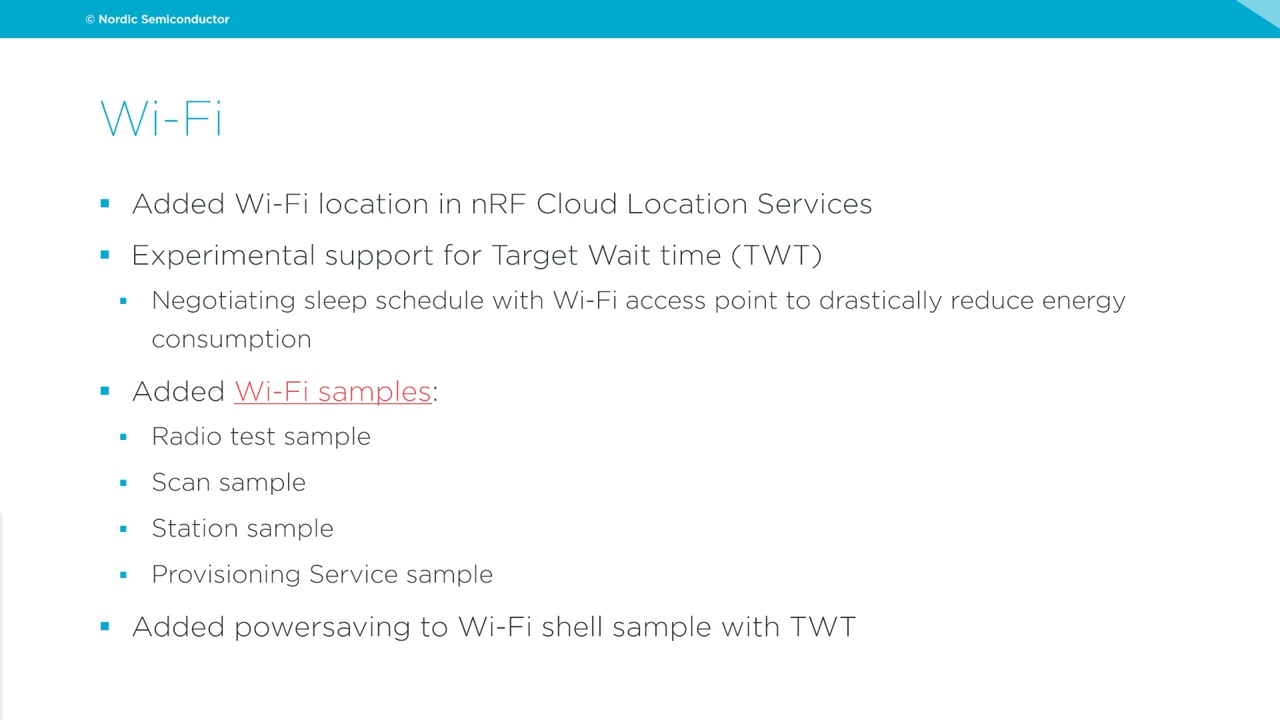 © Nordic Semiconductor
Wi-Fi
Added Wi-Fi location in nRF Cloud Location Services
Experimental support for Target Wait time (TWT)
Negotiating sleep schedule with Wi-Fi access point to drastically reduce energy
consumption
Added Wi-Fi samples:
Radio test sample
Scan sample
Station sample
Provisioning Service sample
Added powersaving to Wi-Fi shell sample with TWT